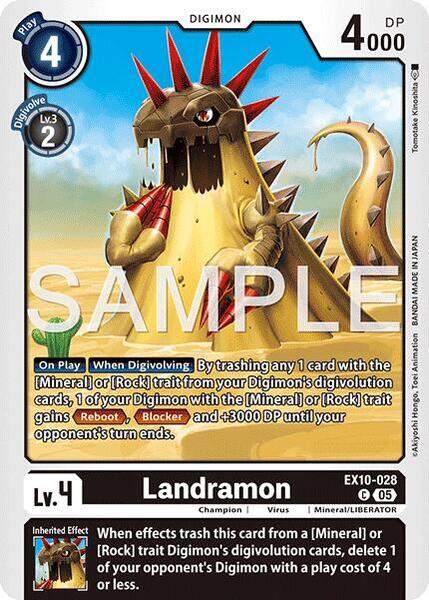 Play
4
DIGIMON
DP
4000
Digivolve
Lv.3
2
Tomotake Kinoshita
©Akiyoshi Hongo, Toei Animation BANDAI MADE IN JAPAN
SAMPLE
On Play When Digivolving By trashing any 1 card with the
[Mineral] or [Rock] trait from your Digimon's digivolution
cards, 1 of your Digimon with the [Mineral] or [Rock] trait
gains Reboot, Blocker and +3000 DP until your
opponent's turn ends.
Lv.4
Landramon
EX10-028
C 05
Champion | Virus | Mineral/LIBERATOR
Inherited Effect
When effects trash this card from a [Mineral] or
[Rock] trait Digimon's digivolution cards, delete 1
of your opponent's Digimon with a play cost of 4
or less.